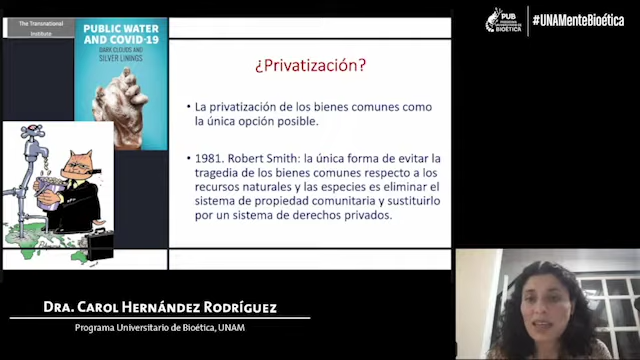 The Transnational
Institute
PUBLIC WATER
AND COVID-19
DARK CLOUDS AND
SILVER LININGS
¿Privatización?
• La privatización de los bienes comunes como
la única opción posible.
• 1981. Robert Smith: la única forma de evitar la
tragedia de los bienes comunes respecto a los
recursos naturales y las especies es eliminar el
sistema de propiedad comunitaria y sustituirlo
por un sistema de derechos privados.
PUB
BIOÉTICA
#UNAMenteBioética
DRA. CAROL HERNÁNDEZ RODRÍGUEZ
Programa Universitario de Bioética, UNAM